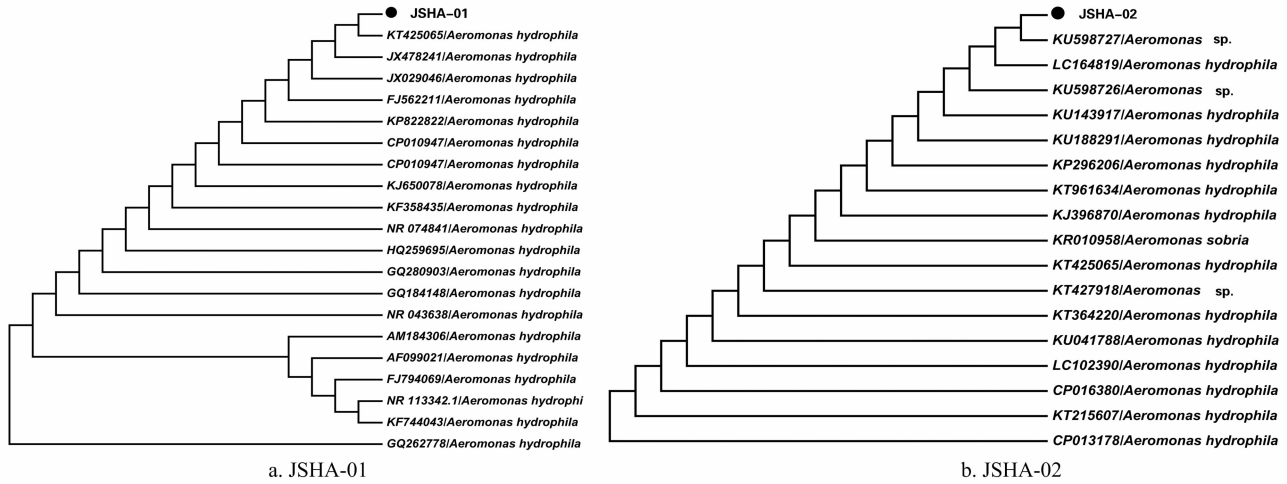 JSHA-01
KT425065/Aeromonas hydrophila
JX478241/Aeromonas hydrophila
JX029046/Aeromonas hydrophila
FJ562211/Aeromonas hydrophila
KP822822/Aeromonas hydrophila
CP010947/Aeromonas hydrophila
CP010947/Aeromonas hydrophila
KJ650078/Aeromonas hydrophila
KF358435/Aeromonas hydrophila
NR 074841/Aeromonas hydrophila
HQ259695/Aeromonas hydrophila
GQ280903/Aeromonas hydrophila
GQ184148/Aeromonas hydrophila
NR 043638/Aeromonas hydrophila
AM184306/Aeromonas hydrophila
AF099021/Aeromonas hydrophila
FJ794069/Aeromonas hydrophila
NR 113342.1/Aeromonas hydrophi
KF744043/Aeromonas hydrophila
GQ262778/Aeromonas hydrophila
a. JSHA-01
JSHA-02
KU598727/Aeromonas sp.
LC164819/Aeromonas hydrophila
KU598726/Aeromonas sp.
KU143917/Aeromonas hydrophila
KU188291/Aeromonas hydrophila
KP296206/Aeromonas hydrophila
KT961634/Aeromonas hydrophila
KJ396870/Aeromonas hydrophila
KR010958/Aeromonas sobria
KT425065/Aeromonas hydrophila
KT427918/Aeromonas sp.
KT364220/Aeromonas hydrophila
KU041788/Aeromonas hydrophila
LC102390/Aeromonas hydrophila
CP016380/Aeromonas hydrophila
KT215607/Aeromonas hydrophila
CP013178/Aeromonas hydrophila
b. JSHA-02